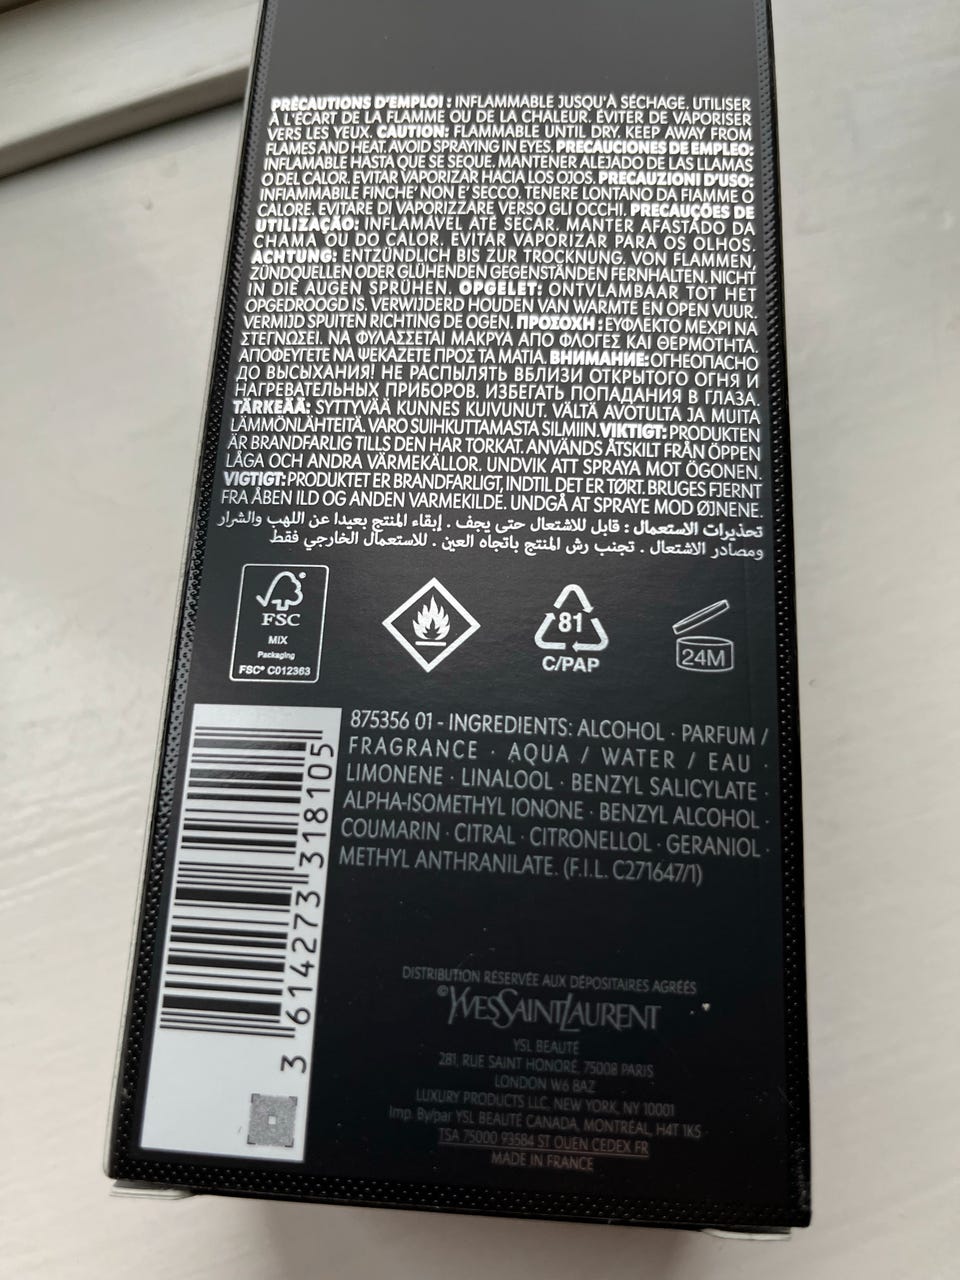 PRÉCAUTIONS D'EMPLOI : INFLAMMABLE JUSQU'À SÉCHAGE. UTILISER
À L'ÉCART DE LA FLAMME OU DE LA CHALEUR. ÉVITER DE VAPORISER
VERS LES YEUX. CAUTION: FLAMMABLE UNTIL DRY. KEEP AWAY FROM
FLAMES AND HEAT. AVOID SPRAYING IN EYES. PRECAUCIONES DE EMPLEO:
INFLAMABLE HASTA QUE SE SEQUE. MANTENER ALEJADO DE LAS LLAMAS
O DEL CALOR. EVITAR VAPORIZAR HACIA LOS OJOS. PRECAUZIONI D'USO:
INFIAMMABILE FINCHE' NON E' SECCO. TENERE LONTANO DA FIAMME O
CALORE. EVITARE DI VAPORIZZARE VERSO GLI OCCHI. PRECAUÇÕES DE
UTILIZAÇÃO: INFLAMÁVEL ATÉ SECAR. MANTER AFASTADO DA
CHAMA OU DO CALOR. EVITAR VAPORIZAR PARA OS OLHOS.
ACHTUNG: ENTZÜNDLICH BIS ZUR TROCKNUNG. VON FLAMMEN,
ZÜNDQUELLEN ODER GLÜHENDEN GEGENSTÄNDEN FERNHALTEN. NICHT
IN DIE AUGEN SPRÜHEN. OPGELET: ONTVLAMBAAR TOT HET
OPGEDROOGD IS. VERWIJDERD HOUDEN VAN WARMTE EN OPEN VUUR.
VERMIJD SPUITEN RICHTING DE OGEN. ΠΡΟΣΟΧΗ : ΕΥΦΛΕΚΤΟ ΜΕΧΡΙ ΝΑ
ΣΤΕΓΝΩΣΕΙ. ΝΑ ΦΥΛΑΣΣΕΤΑΙ ΜΑΚΡΥΑ ΑΠΟ ΦΛΟΓΕΣ ΚΑΙ ΘΕΡΜΟΤΗΤΑ.
ΑΠΟΦΕΥΓΕΤΕ ΝΑ ΨΕΚΑΖΕΤΕ ΠΡΟΣ ΤΑ ΜΑΤΙΑ. ВНИМАНИЕ: ОГНЕОПАСНО
ДО ВЫСЫХАНИЯ! НЕ РАСПЫЛЯТЬ ВБЛИЗИ ОТКРЫТОГО ОГНЯ И
НАГРЕВАТЕЛЬНЫХ ПРИБОРОВ. ИЗБЕГАТЬ ПОПАДАНИЯ В ГЛАЗА.
TÄRKEÄÄ: SYTTYVÄÄ KUNNES KUIVUNUT. VÄLTÄ AVOTULTA JA MUITA
LÄMMÖNLÄHTEITÄ. VARO SUIHKUTTAMASTA SILMIIN. VIKTIGT: PRODUKTEN
ÄR BRANDFARLIG TILLS DEN HAR TORKAT. ANVÄNDS ÅTSKILT FRÅN ÖPPEN
LÅGA OCH ANDRA VÄRMEKÄLLOR. UNDVIK ATT SPRAYA MOT ÖGONEN.
VIGTIGT: PRODUKTET ER BRANDFARLIGT, INDTIL DET ER TØRT. BRUGES FJERNT
FRA ÅBEN ILD OG ANDEN VARMEKILDE. UNDGÅ AT SPRAYE MOD ØJNENE.
تحذيرات الاستعمال : قابل للاشتعال حتى يجف . إبقاء المنتج بعيدا عن اللهب والشرار
ومصادر الاشتعال . تجنب رش المنتج باتجاه العين . للاستعمال الخارجي فقط
FSC
MIX
Packaging
FSC® C012363
81
C/PAP
24M
875356 01 - INGREDIENTS: ALCOHOL · PARFUM /
FRAGRANCE · AQUA / WATER / EAU ·
LIMONENE · LINALOOL · BENZYL SALICYLATE ·
ALPHA-ISOMETHYL IONONE · BENZYL ALCOHOL ·
COUMARIN · CITRAL · CITRONELLOL · GERANIOL ·
METHYL ANTHRANILATE. (F.I.L. C271647/1)
3 614273 318105
DISTRIBUTION RÉSERVÉE AUX DÉPOSITAIRES AGRÉÉS
©YVESSAINTLAURENT
YSL BEAUTÉ
281, RUE SAINT HONORÉ, 75008 PARIS
LONDON W6 8AZ
LUXURY PRODUCTS LLC, NEW YORK, NY 10001
Imp. By/par YSL BEAUTÉ CANADA, MONTRÉAL, H4T 1K5
TSA 75000 93584 ST OUEN CEDEX FR
MADE IN FRANCE